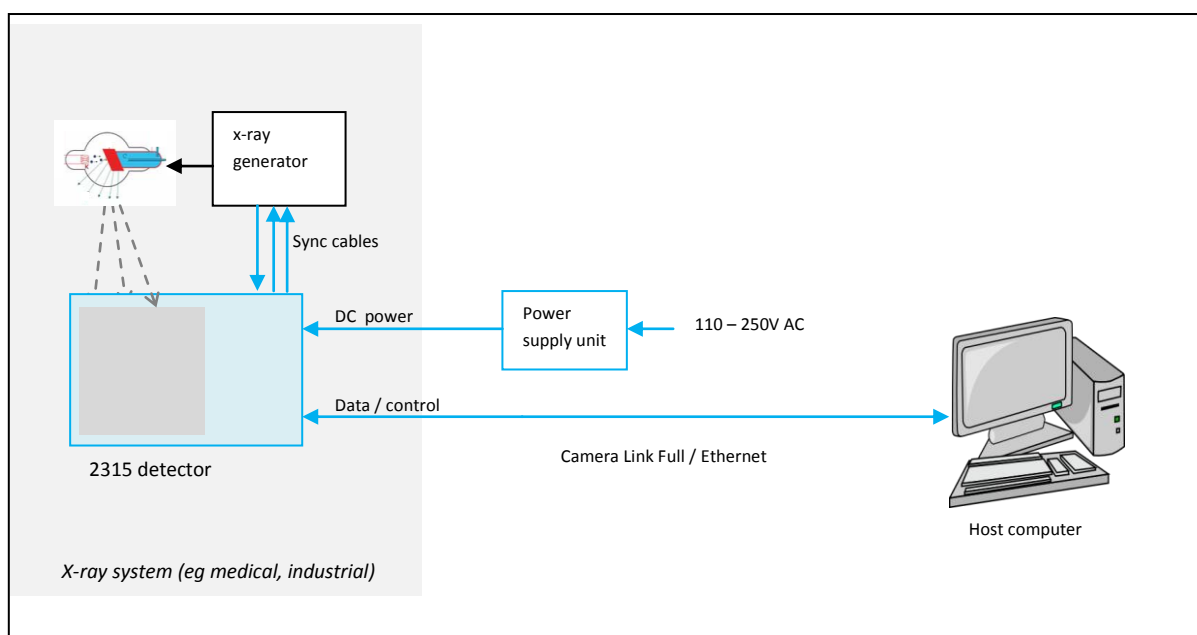 x-ray
generator
Sync cables
DC power
Power
supply unit
110 – 250V AC
Data / control
2315 detector
Camera Link Full / Ethernet
Host computer
X-ray system (eg medical, industrial)